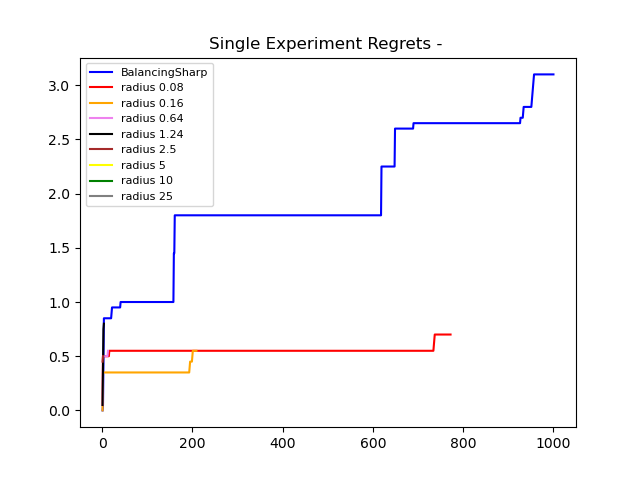 Single Experiment Regrets -
BalancingSharp
radius 0.08
radius 0.16
radius 0.64
radius 1.24
radius 2.5
radius 5
radius 10
radius 25
3.0
2.5
2.0
1.5
1.0
0.5
0.0
0 200 400 600 800 1000